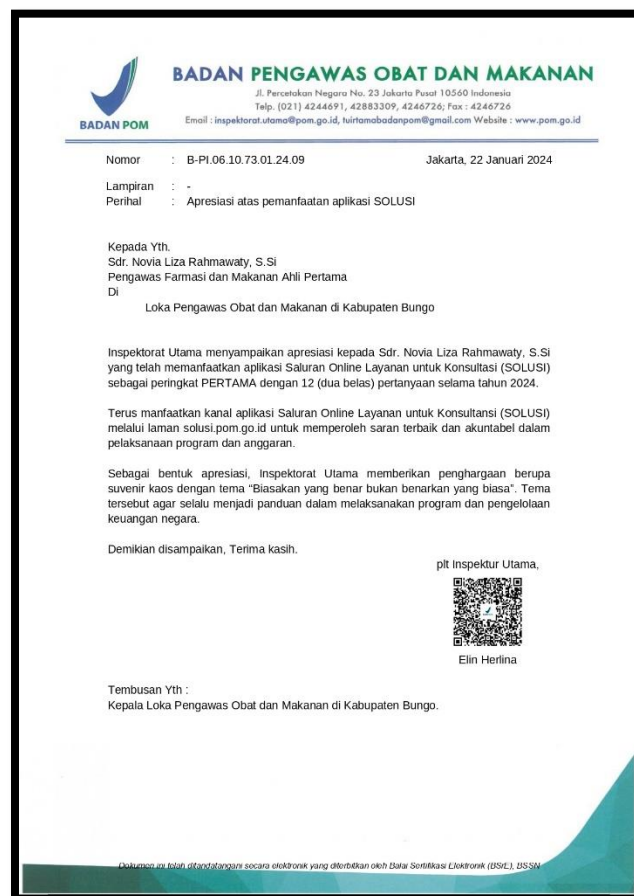 BADAN POM
BADAN PENGAWAS OBAT DAN MAKANAN
Jl. Percetakan Negara No. 23 Jakarta Pusat 10560 Indonesia
Telp. (021) 4244691, 42883309, 4246726; Fax : 4246726
Email : inspektorat.utama@pom.go.id, tuirtamabadanpom@gmail.com Website : www.pom.go.id
Nomor : B-PI.06.10.73.01.24.09 Jakarta, 22 Januari 2024
Lampiran : -
Perihal : Apresiasi atas pemanfaatan aplikasi SOLUSI
Kepada Yth.
Sdr. Novia Liza Rahmawaty, S.Si
Pengawas Farmasi dan Makanan Ahli Pertama
Di
Loka Pengawas Obat dan Makanan di Kabupaten Bungo
Inspektorat Utama menyampaikan apresiasi kepada Sdr. Novia Liza Rahmawaty, S.Si
yang telah memanfaatkan aplikasi Saluran Online Layanan untuk Konsultasi (SOLUSI)
sebagai peringkat PERTAMA dengan 12 (dua belas) pertanyaan selama tahun 2024.
Terus manfaatkan kanal aplikasi Saluran Online Layanan untuk Konsultansi (SOLUSI)
melalui laman solusi.pom.go.id untuk memperoleh saran terbaik dan akuntabel dalam
pelaksanaan program dan anggaran.
Sebagai bentuk apresiasi, Inspektorat Utama memberikan penghargaan berupa
suvenir kaos dengan tema “Biasakan yang benar bukan benarkan yang biasa”. Tema
tersebut agar selalu menjadi panduan dalam melaksanakan program dan pengelolaan
keuangan negara.
Demikian disampaikan, Terima kasih.
plt Inspektur Utama,
Elin Herlina
Tembusan Yth :
Kepala Loka Pengawas Obat dan Makanan di Kabupaten Bungo.
Dokumen ini telah ditandatangani secara elektronik yang diterbitkan oleh Balai Sertifikasi Elektronik (BSrE), BSSN